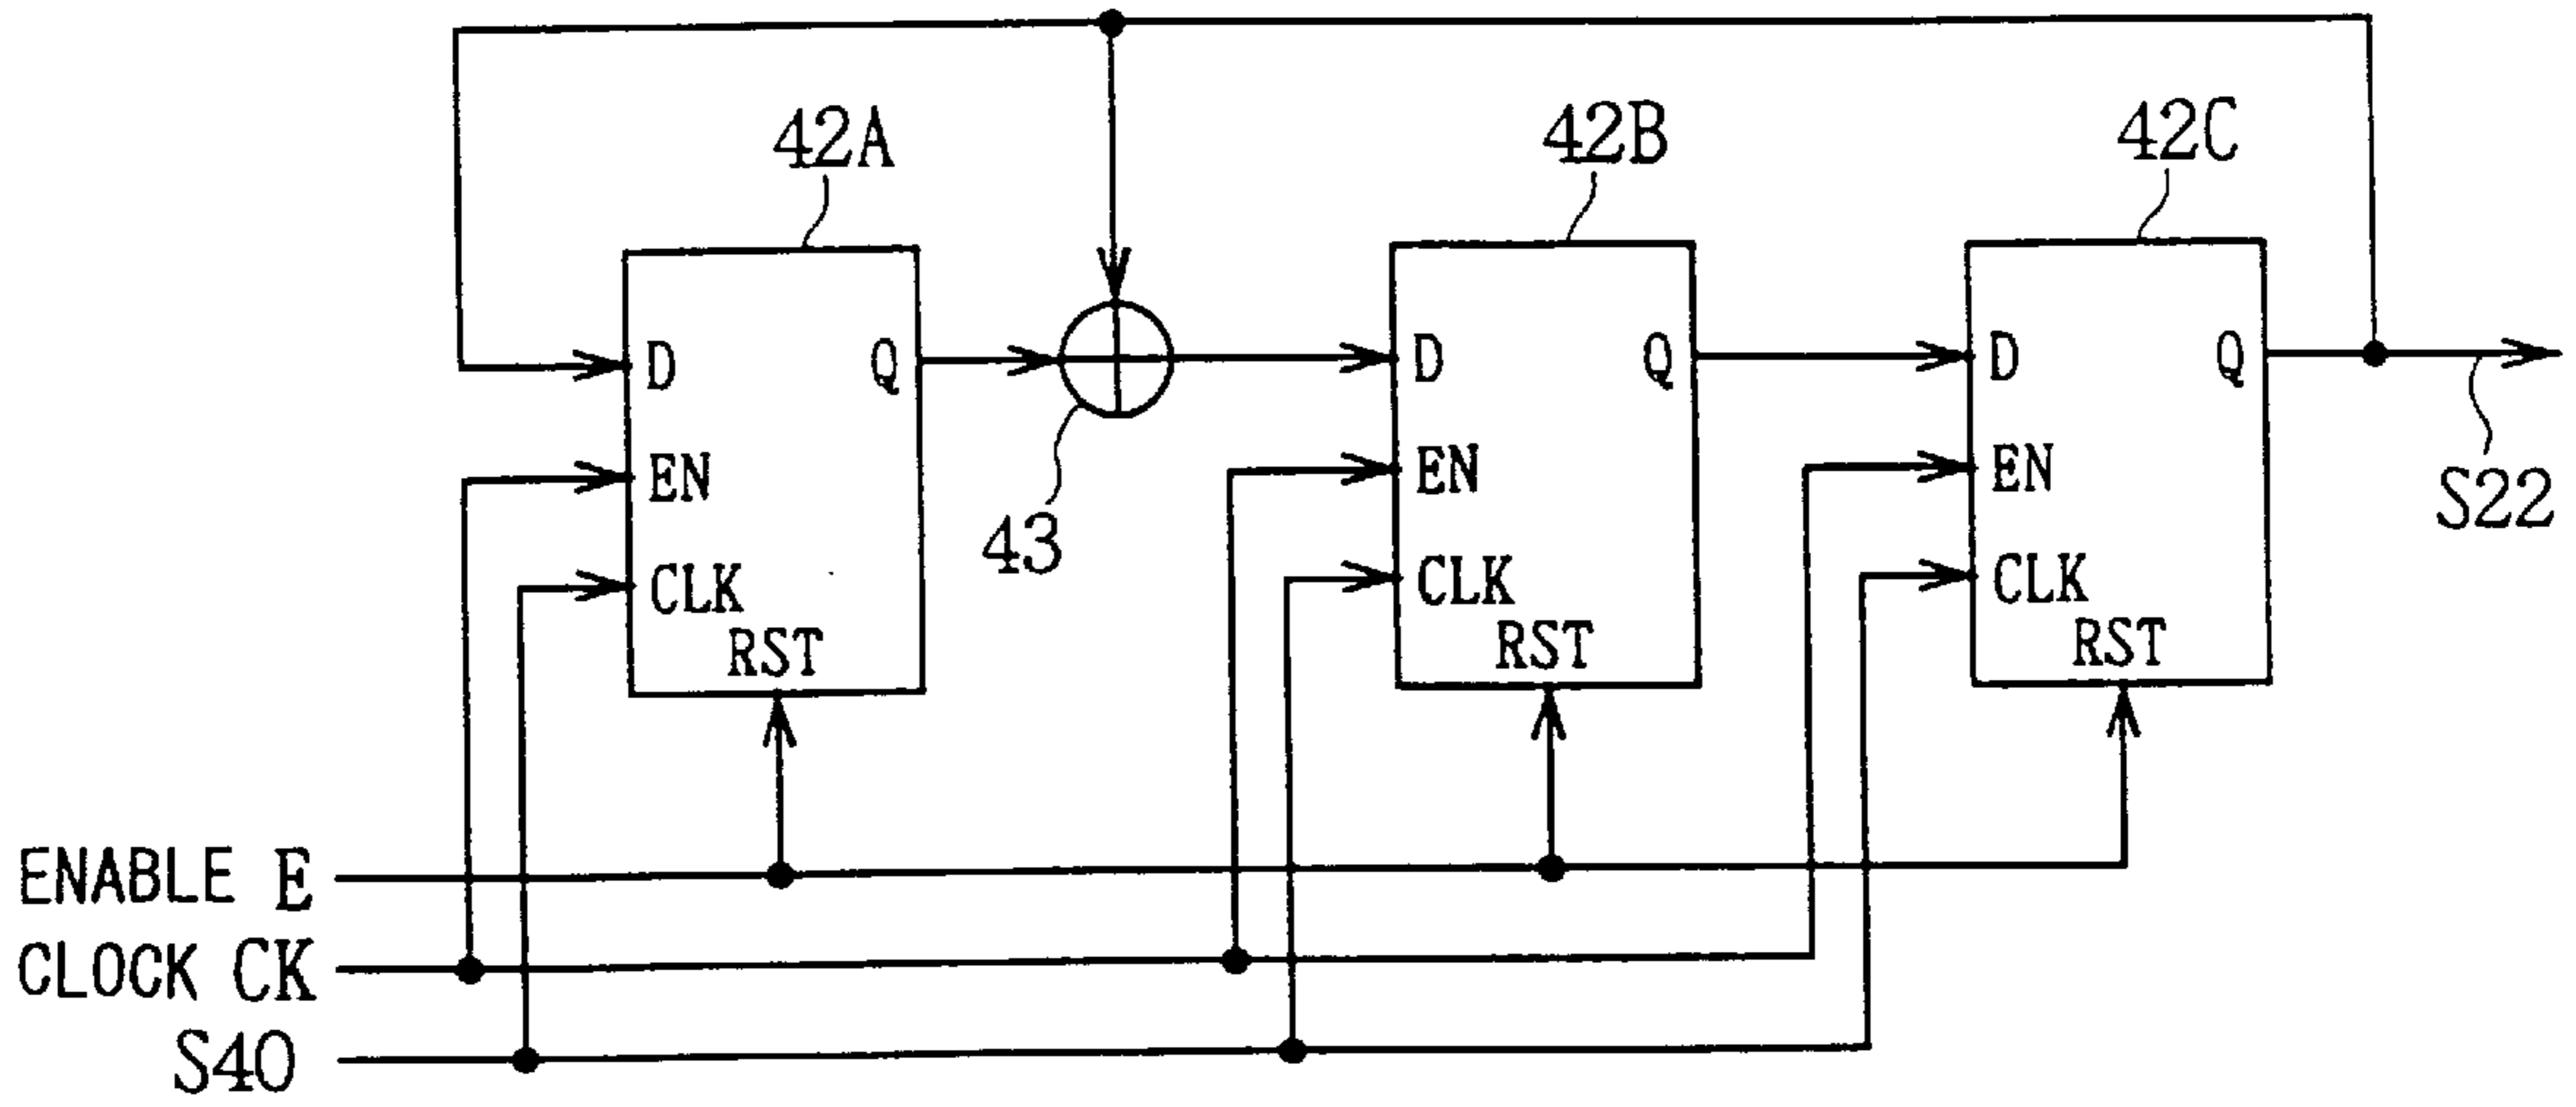 42A
42B
42C
D
Q
EN
CLK
RST
43
D
Q
EN
CLK
RST
D
Q
EN
CLK
RST
S22
ENABLE E
CLOCK CK
S40